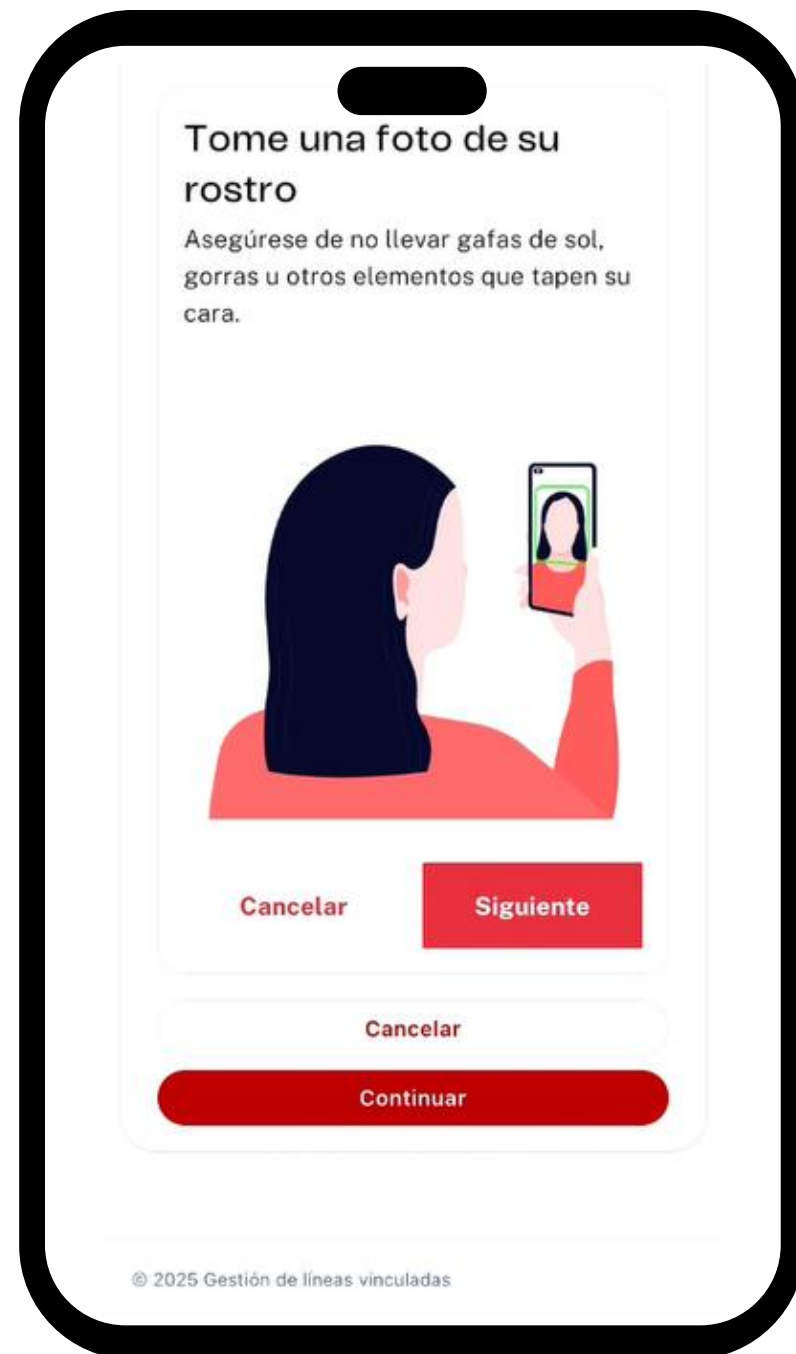 Tome una foto de su
rostro
Asegúrese de no llevar gafas de sol,
gorras u otros elementos que tapen su
cara.
Cancelar
Siguiente
Cancelar
Continuar
© 2025 Gestión de líneas vinculadas